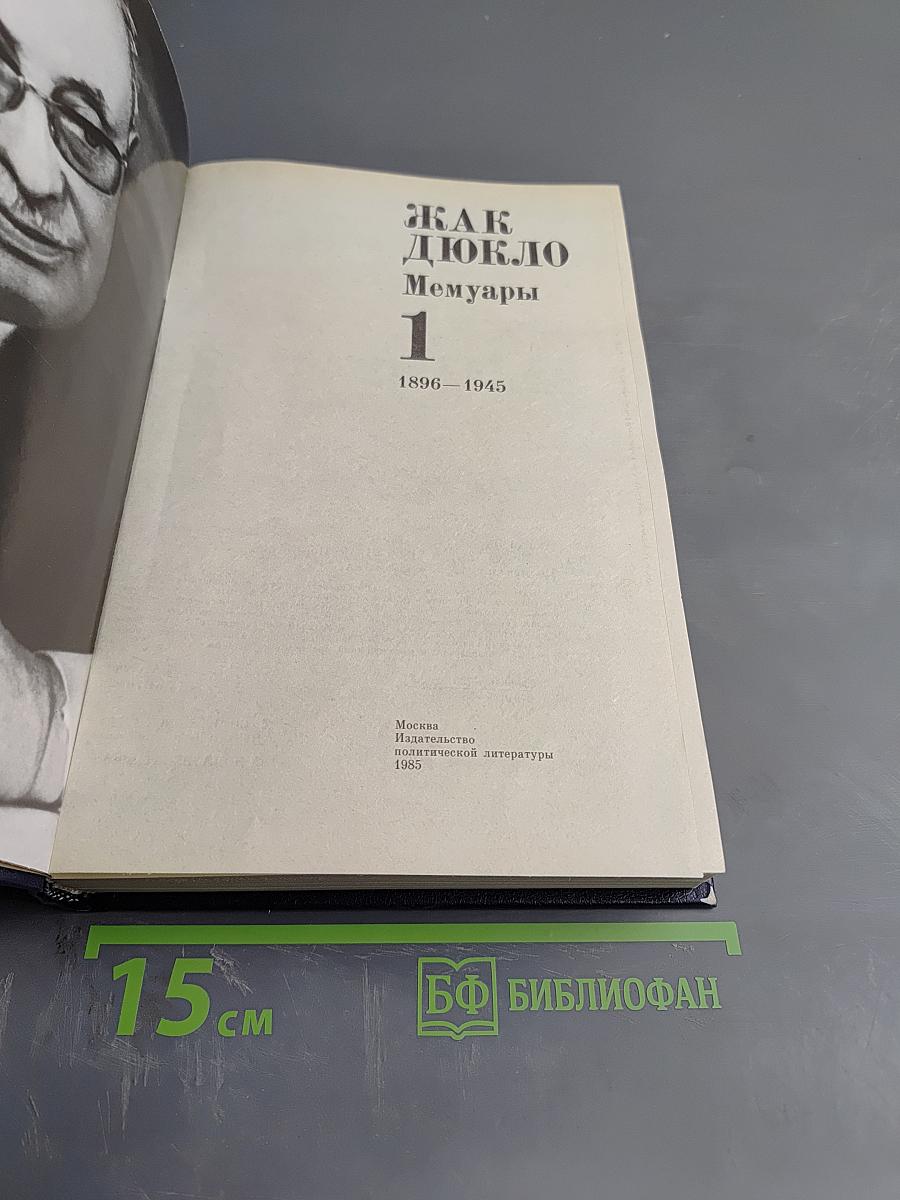 ЖАК
ДЮКЛО
Мемуары
1
1896—1945
Москва
Издательство
политической литературы
1985
15 см
БФ БИБЛИОФАН